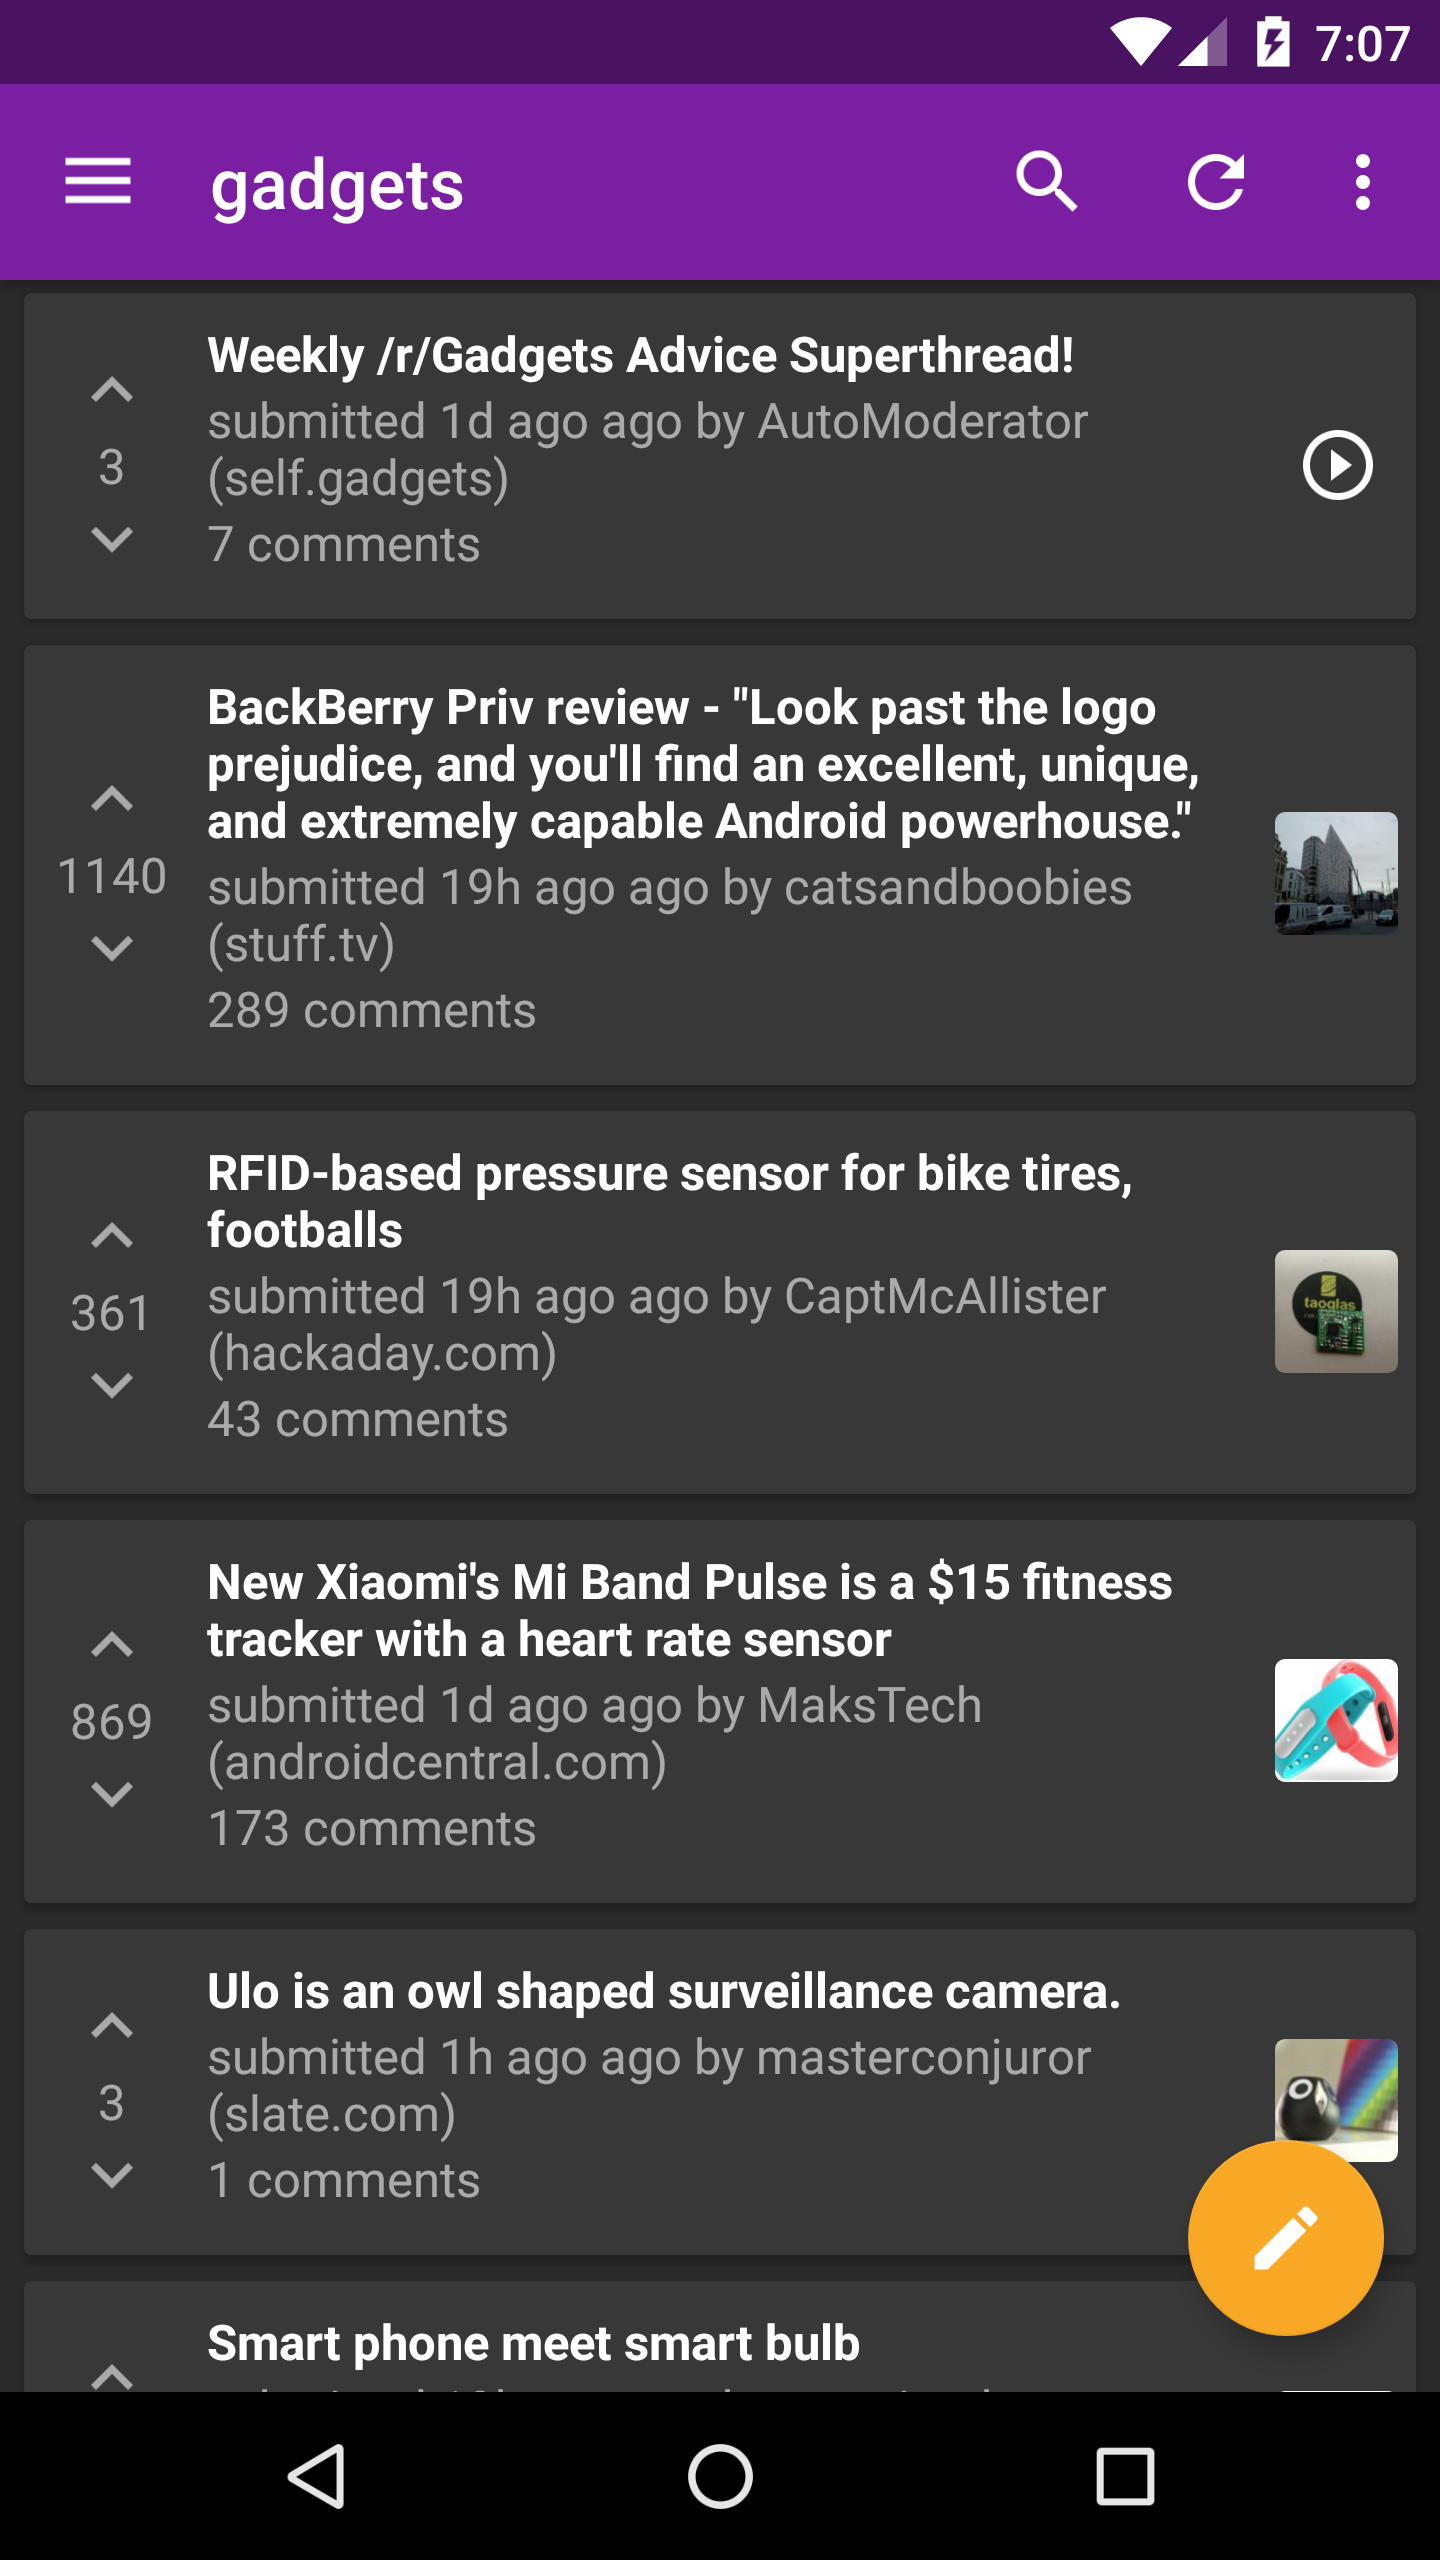 7:07
gadgets
Weekly /r/Gadgets Advice Superthread!
submitted 1d ago ago by AutoModerator
(self.gadgets)
3
7 comments
BackBerry Priv review - "Look past the logo
prejudice, and you'll find an excellent, unique,
and extremely capable Android powerhouse."
1140
submitted 19h ago ago by catsandboobies
(stuff.tv)
289 comments
RFID-based pressure sensor for bike tires,
footballs
submitted 19h ago ago by CaptMcAllister
361
(hackaday.com)
43 comments
taoglas
New Xiaomi's Mi Band Pulse is a $15 fitness
tracker with a heart rate sensor
submitted 1d ago ago by MaksTech
869
(androidcentral.com)
173 comments
Ulo is an owl shaped surveillance camera.
submitted 1h ago ago by masterconjuror
3
(slate.com)
1 comments
Smart phone meet smart bulb